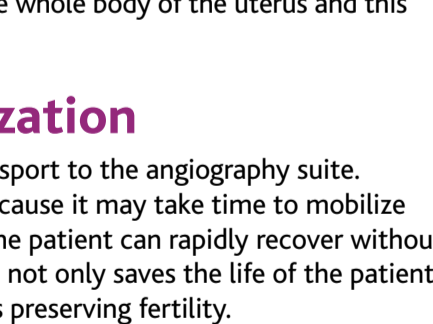 e whole body of the uterus and this
zation
sport to the angiography suite.
cause it may take time to mobilize
ne patient can rapidly recover withou
not only saves the life of the patient
s preserving fertility.